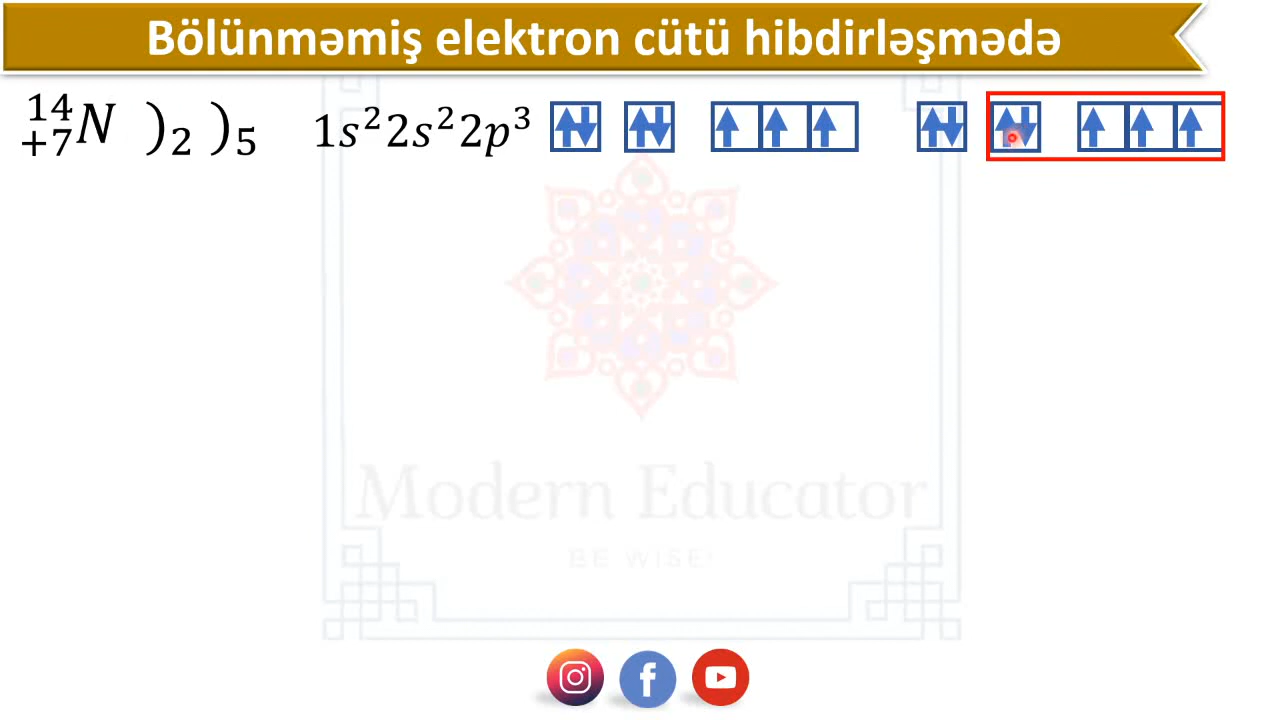 Bölünməmiş elektron cütü hibdirləşmədə
¹⁴₊₇N )₂ )₅ 1s²2s²2p³
Modern Educator
BE WISE!